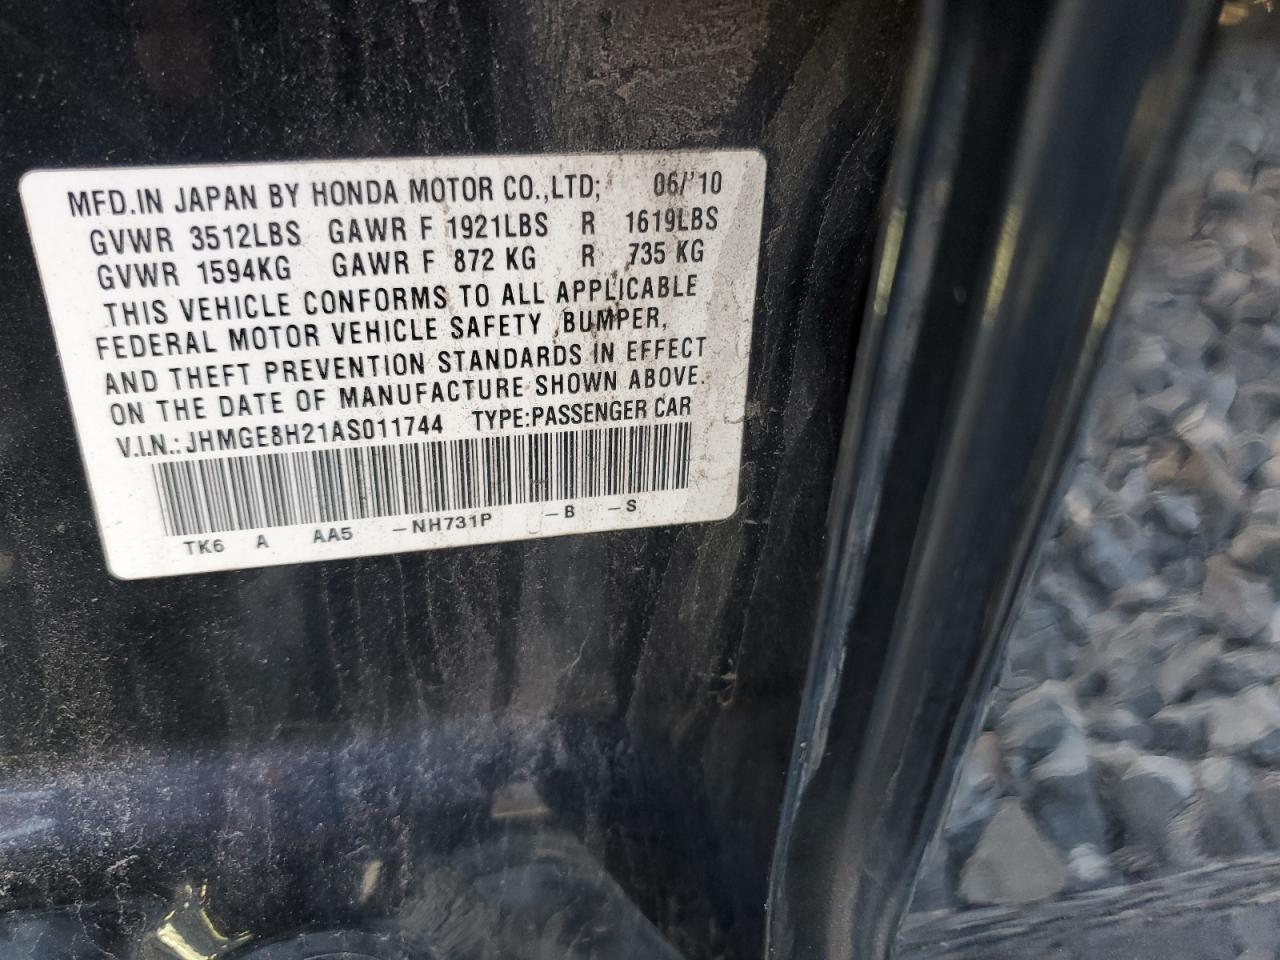 MFD.IN JAPAN BY HONDA MOTOR CO.,LTD; 06/'10
GVWR 3512LBS GAWR F 1921LBS R 1619LBS
GVWR 1594KG GAWR F 872 KG R 735 KG
THIS VEHICLE CONFORMS TO ALL APPLICABLE
FEDERAL MOTOR VEHICLE SAFETY ,BUMPER,
AND THEFT PREVENTION STANDARDS IN EFFECT
ON THE DATE OF MANUFACTURE SHOWN ABOVE.
V.I.N.: JHMGE8H21AS011744 TYPE:PASSENGER CAR
TK6 A AA5 -NH731P -B -S